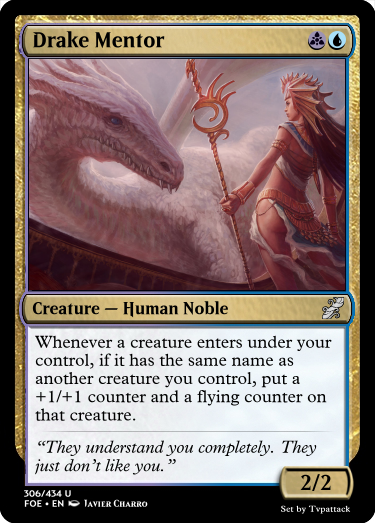 Drake Mentor
Creature — Human Noble
Whenever a creature enters under your
control, if it has the same name as
another creature you control, put a
+1/+1 counter and a flying counter on
that creature.
“They understand you completely. They
just don’t like you.”
2/2
306/434 U
FOE • EN Javier Charro
Set by Tvpattack